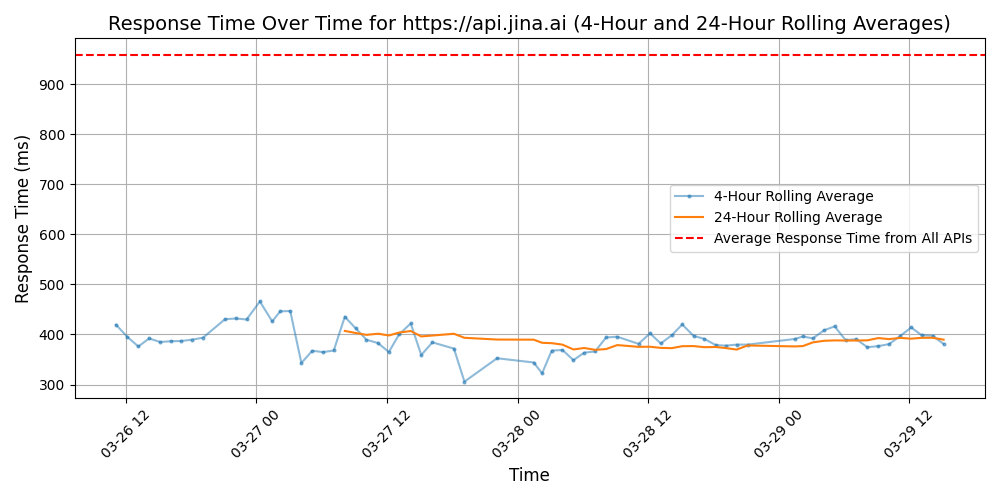 Response Time Over Time for https://api.jina.ai (4-Hour and 24-Hour Rolling Averages)
Response Time (ms)
900
800
700
600
500
400
300
4-Hour Rolling Average
24-Hour Rolling Average
Average Response Time from All APIs
03-26 12
03-27 00
03-27 12
03-28 00
03-28 12
03-29 00
03-29 12
Time